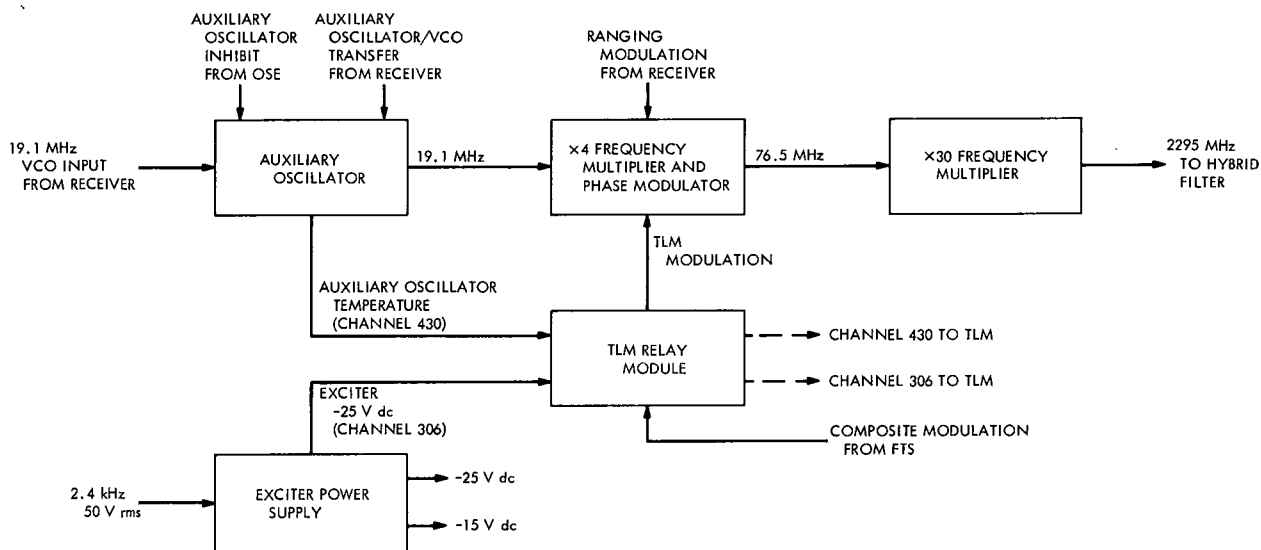 AUXILIARY
OSCILLATOR
INHIBIT
FROM OSE
AUXILIARY
OSCILLATOR/VCO
TRANSFER
FROM RECEIVER
RANGING
MODULATION
FROM RECEIVER
19.1 MHz
VCO INPUT
FROM RECEIVER
AUXILIARY
OSCILLATOR
19.1 MHz
×4 FREQUENCY
MULTIPLIER AND
PHASE MODULATOR
76.5 MHz
×30 FREQUENCY
MULTIPLIER
2295 MHz
TO HYBRID
FILTER
TLM
MODULATION
AUXILIARY OSCILLATOR
TEMPERATURE
(CHANNEL 430)
TLM RELAY
MODULE
CHANNEL 430 TO TLM
CHANNEL 306 TO TLM
EXCITER
-25 V dc
(CHANNEL 306)
COMPOSITE MODULATION
FROM FTS
2.4 kHz
50 V rms
EXCITER POWER
SUPPLY
-25 V dc
-15 V dc